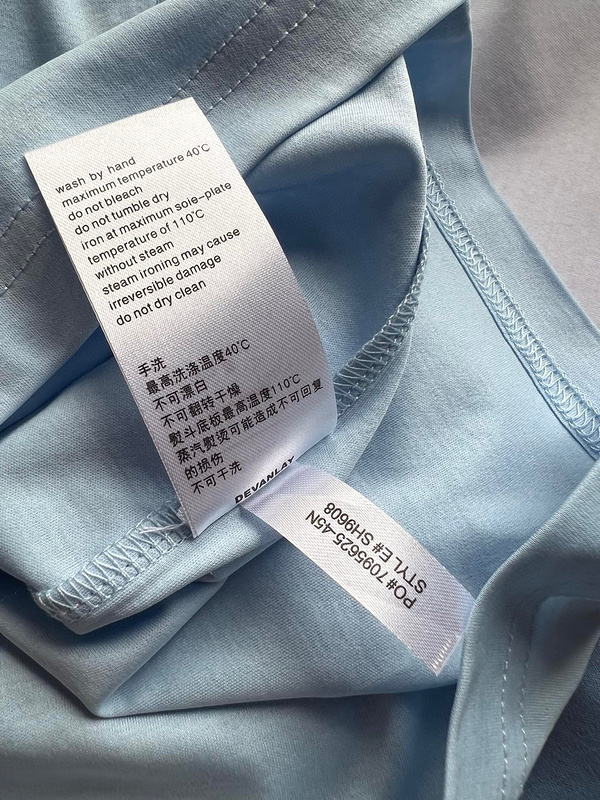 wash by hand
maximum temperature 40℃
do not bleach
do not tumble dry
iron at maximum soie-plate
temperature of 110℃
without steam
steam ironing may cause
irreversible damage
do not dry clean
手洗
最高洗涤温度40℃
不可漂白
不可翻转干燥
熨斗底板最高温度110℃
蒸汽熨烫可能造成不可回复
的损伤
不可干洗
DEVANLAY
PO# 7095625-45N
STYLE# SH9608